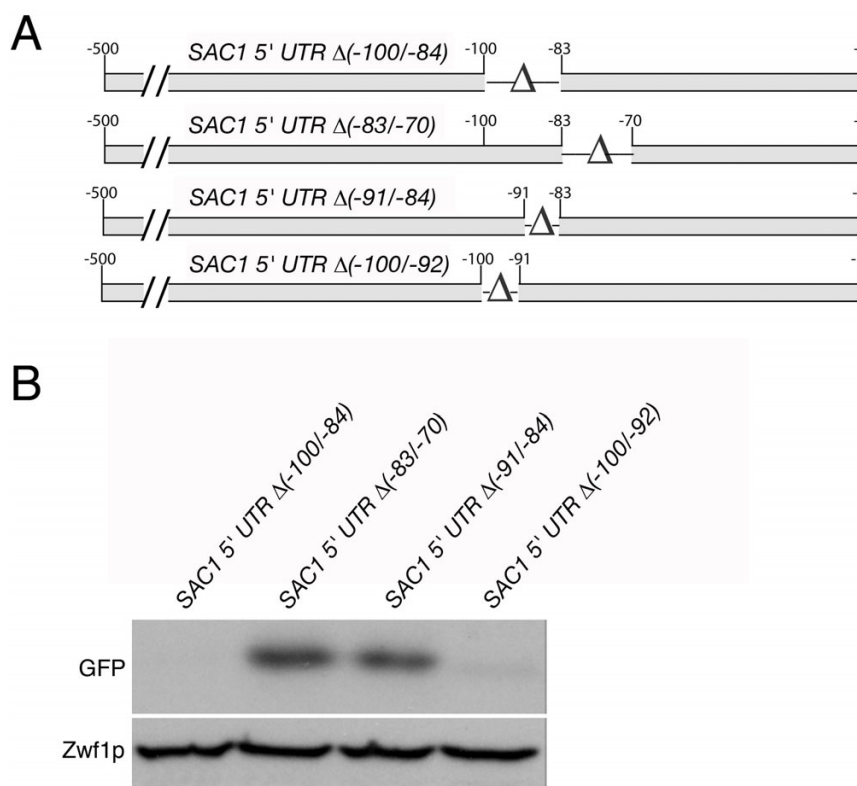 A
-500 SAC1 5' UTR Δ(-100/-84) -100 -83 -
Δ
-500 SAC1 5' UTR Δ(-83/-70) -100 -83 -70 -
Δ
-500 SAC1 5' UTR Δ(-91/-84) -91 -83 -
Δ
-500 SAC1 5' UTR Δ(-100/-92) -100 -91 -
Δ
B
SAC1 5' UTR Δ(-100/-84)
SAC1 5' UTR Δ(-83/-70)
SAC1 5' UTR Δ(-91/-84)
SAC1 5' UTR Δ(-100/-92)
GFP
Zwf1p